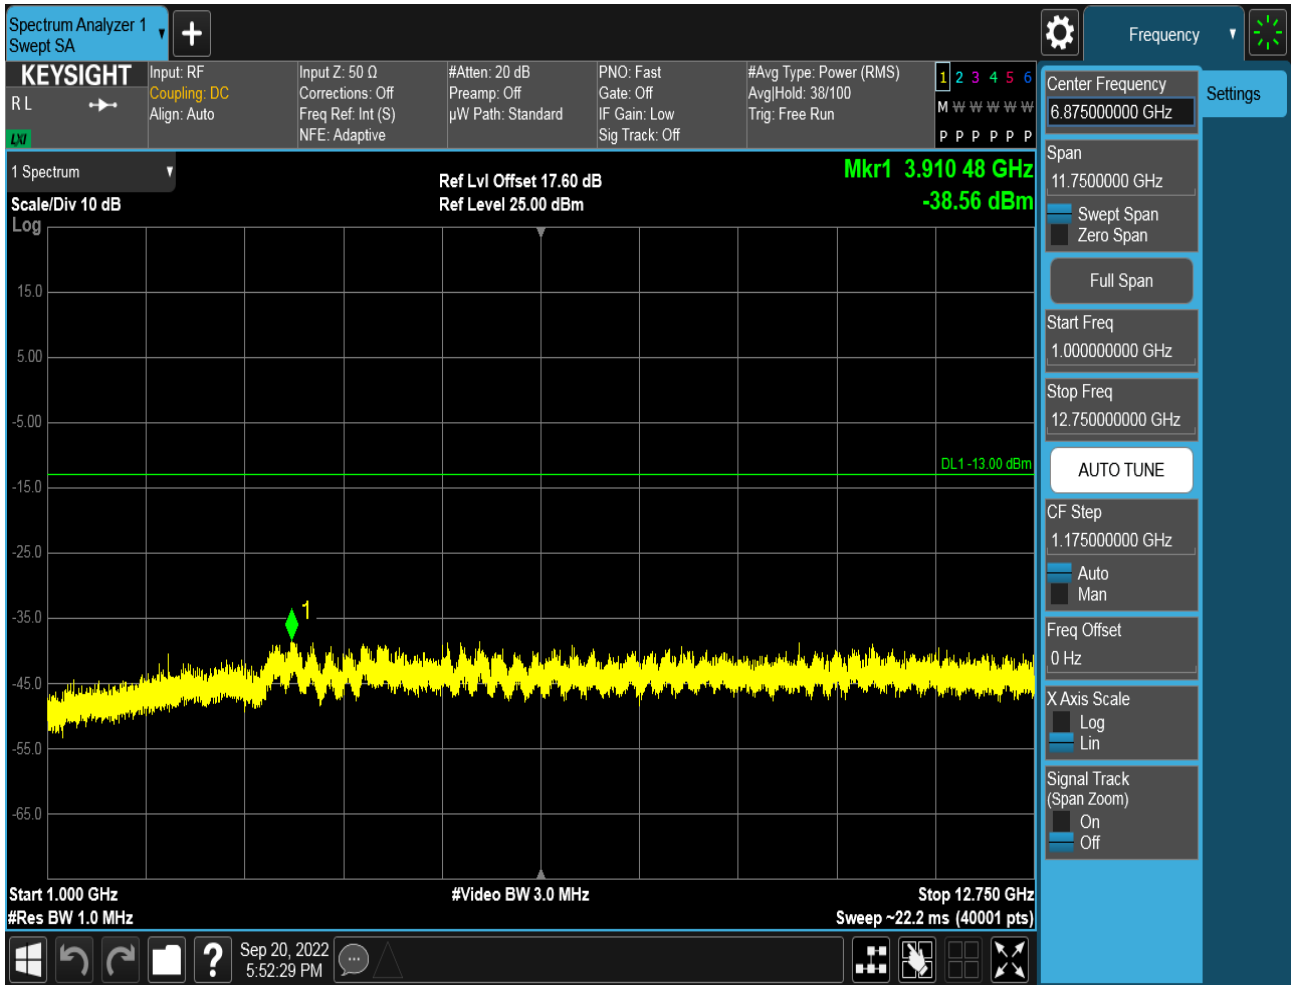 Spectrum Analyzer 1
Swept SA
Frequency
KEYSIGHT
R L
LXI
Input: RF
Coupling: DC
Align: Auto
Input Z: 50 Ω
Corrections: Off
Freq Ref: Int (S)
NFE: Adaptive
#Atten: 20 dB
Preamp: Off
µW Path: Standard
PNO: Fast
Gate: Off
IF Gain: Low
Sig Track: Off
#Avg Type: Power (RMS)
Avg|Hold: 38/100
Trig: Free Run
1 2 3 4 5 6
M W W W W W
P P P P P P
1 Spectrum
Scale/Div 10 dB
Log
Ref Lvl Offset 17.60 dB
Ref Level 25.00 dBm
Mkr1 3.910 48 GHz
-38.56 dBm
15.0
5.00
-5.00
DL1 -13.00 dBm
-15.0
-25.0
-35.0
1
-45.0
-55.0
-65.0
Start 1.000 GHz
#Res BW 1.0 MHz
#Video BW 3.0 MHz
Stop 12.750 GHz
Sweep ~22.2 ms (40001 pts)
Sep 20, 2022
5:52:29 PM
?
Center Frequency
6.875000000 GHz
Settings
Span
11.7500000 GHz
Swept Span
Zero Span
Full Span
Start Freq
1.000000000 GHz
Stop Freq
12.750000000 GHz
AUTO TUNE
CF Step
1.175000000 GHz
Auto
Man
Freq Offset
0 Hz
X Axis Scale
Log
Lin
Signal Track
(Span Zoom)
On
Off